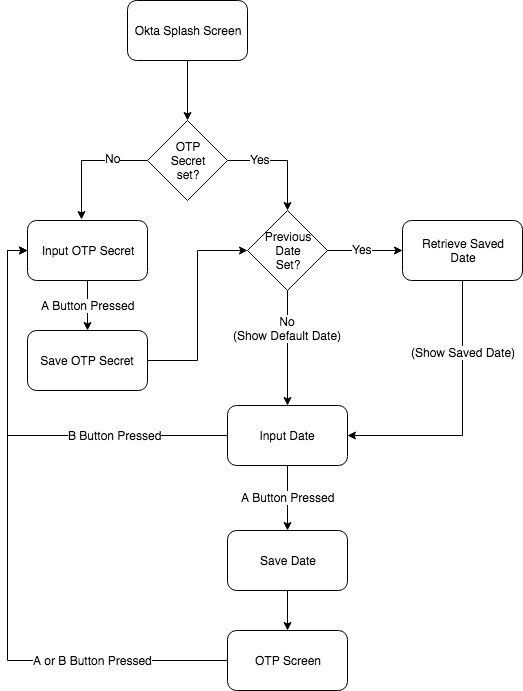 Okta Splash Screen
OTP
Secret
set?
No
Yes
Input OTP Secret
Previous
Date
Set?
Yes
Retrieve Saved
Date
A Button Pressed
No
(Show Default Date)
Save OTP Secret
(Show Saved Date)
B Button Pressed
Input Date
A Button Pressed
Save Date
A or B Button Pressed
OTP Screen